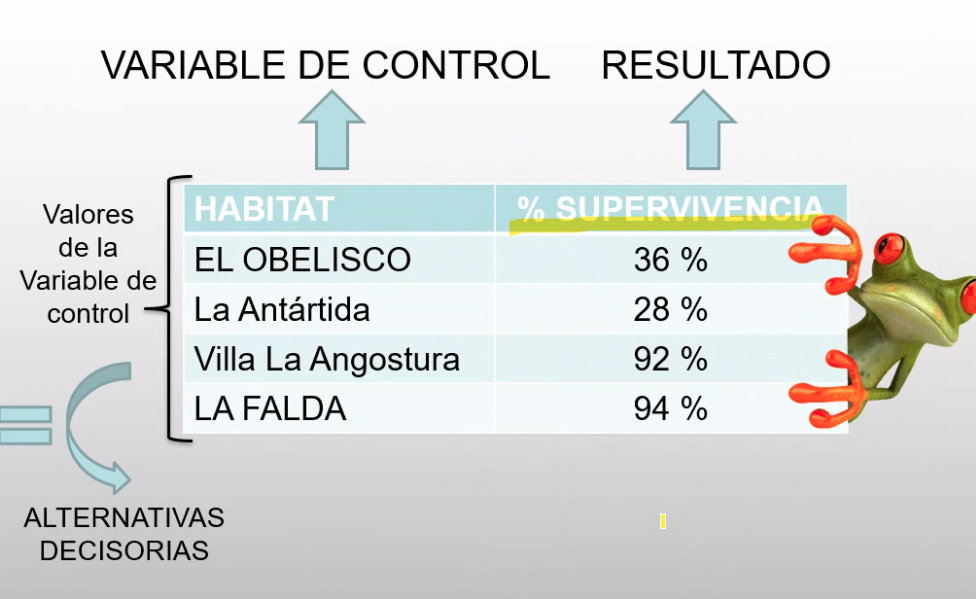 VARIABLE DE CONTROL RESULTADO
Valores
de la
Variable de
control
HABITAT % SUPERVIVENCIA
EL OBELISCO 36 %
La Antártida 28 %
Villa La Angostura 92 %
LA FALDA 94 %
ALTERNATIVAS
DECISORIAS